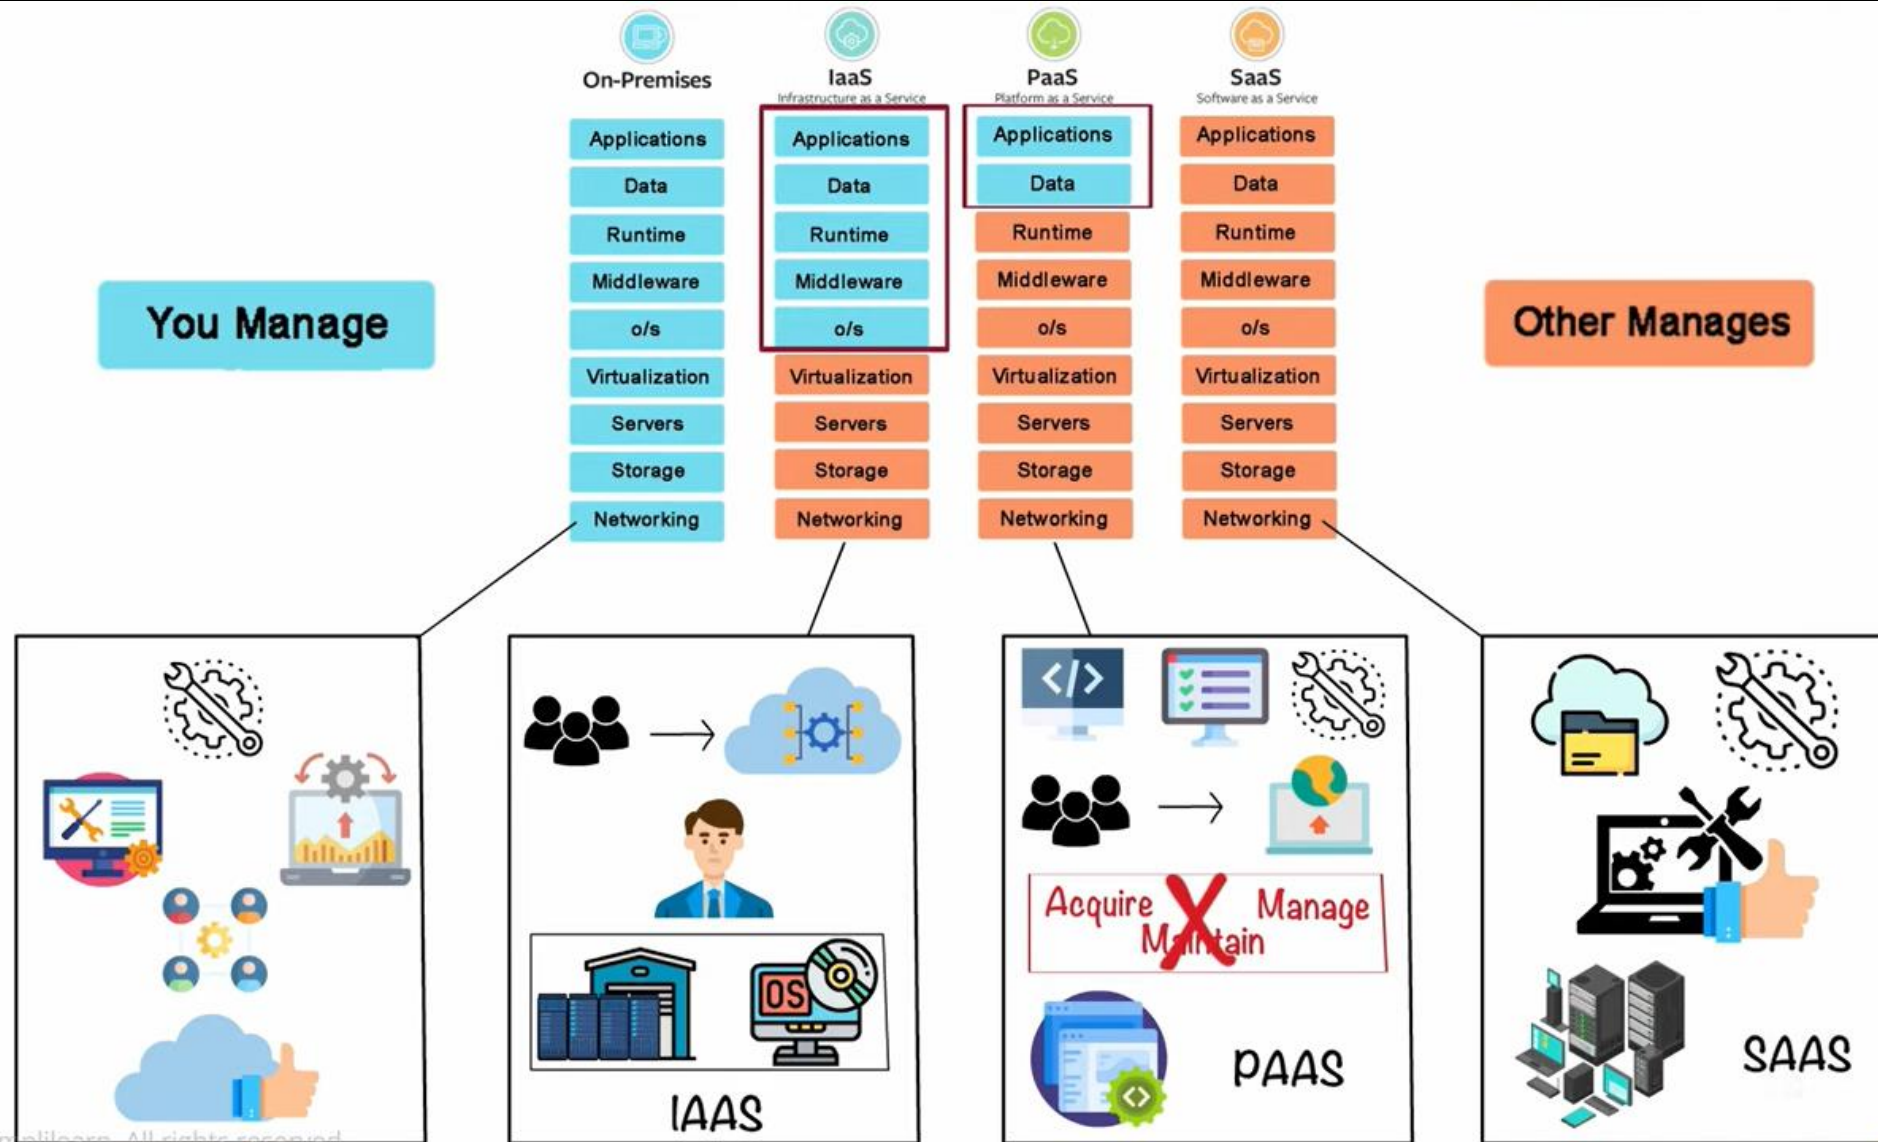 On-Premises
IaaS
Infrastructure as a Service
PaaS
Platform as a Service
SaaS
Software as a Service
Applications
Data
Runtime
Middleware
o/s
Virtualization
Servers
Storage
Networking
Applications
Data
Runtime
Middleware
o/s
Virtualization
Servers
Storage
Networking
Applications
Data
Runtime
Middleware
o/s
Virtualization
Servers
Storage
Networking
Applications
Data
Runtime
Middleware
o/s
Virtualization
Servers
Storage
Networking
You Manage
Other Manages
OS
IAAS
</>
Acquire Manage
Maintain
<>
PAAS
SAAS
All rights reserved